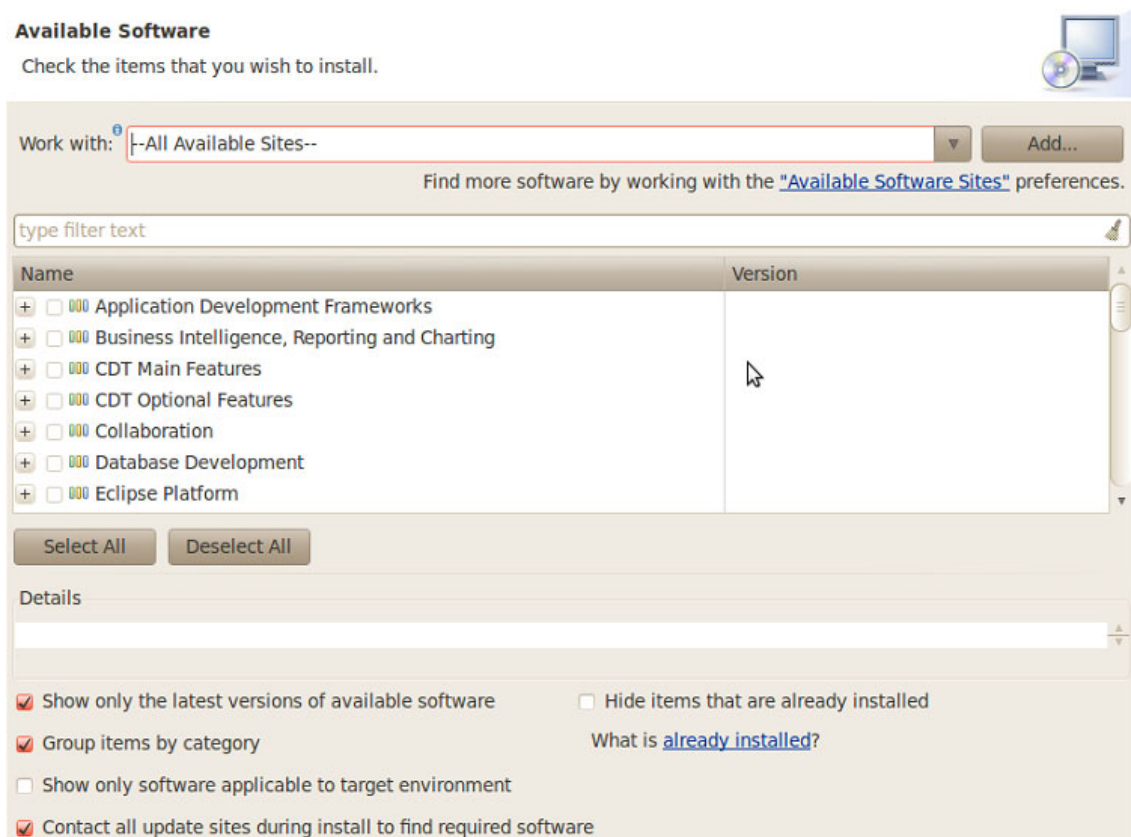 Available Software
Check the items that you wish to install.
Work with: --All Available Sites-- Add...
Find more software by working with the "Available Software Sites" preferences.
type filter text
Name Version
Application Development Frameworks
Business Intelligence, Reporting and Charting
CDT Main Features
CDT Optional Features
Collaboration
Database Development
Eclipse Platform
Select All Deselect All
Details
Show only the latest versions of available software Hide items that are already installed
Group items by category What is already installed?
Show only software applicable to target environment
Contact all update sites during install to find required software